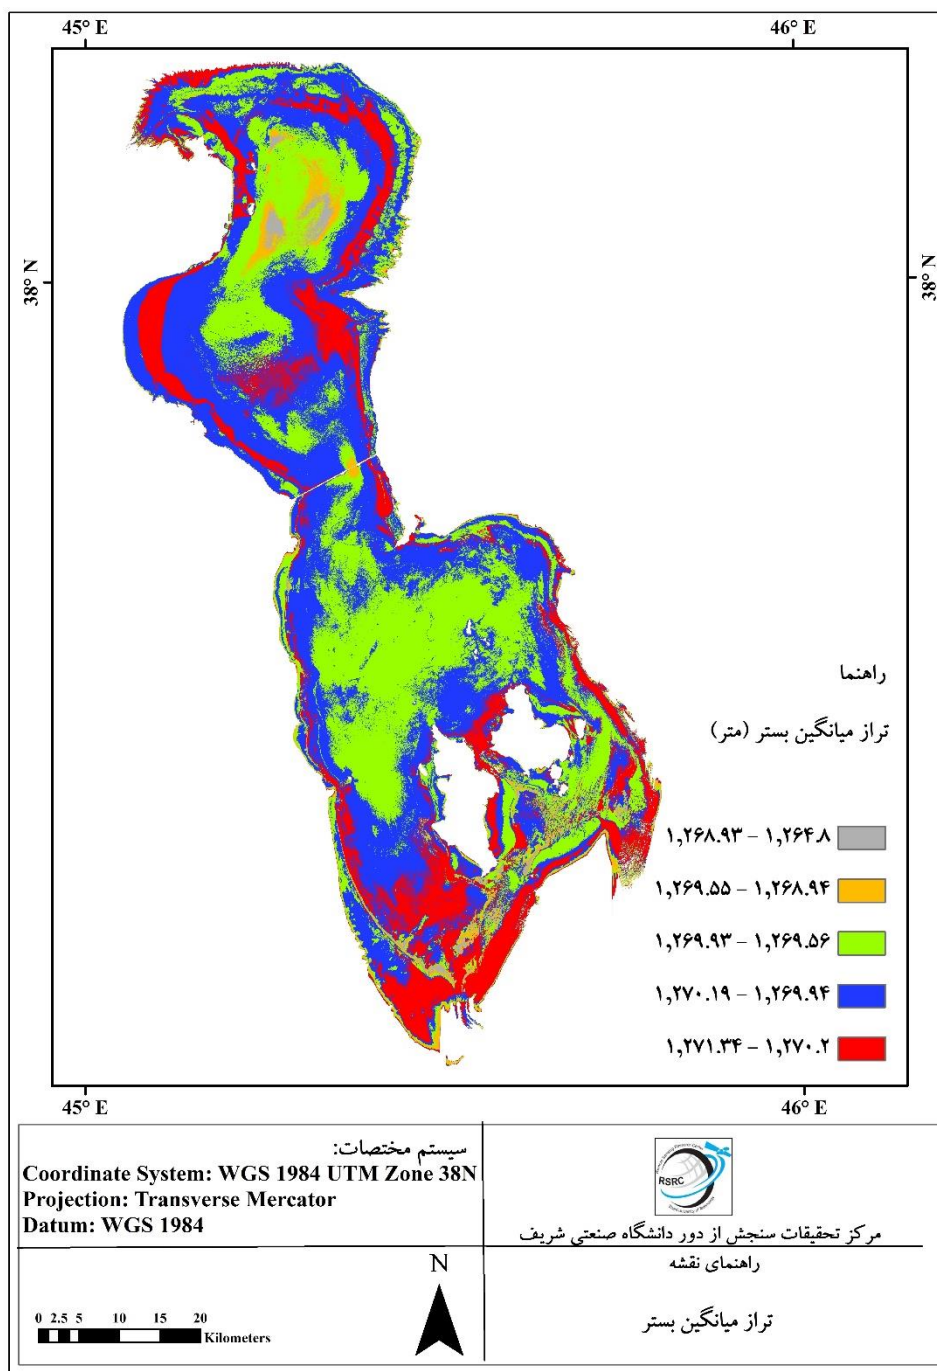 45° E
46° E
38° N
38° N
راهنما
تراز میانگین بستر (متر)
۱,۲۶۸.۹۳ – ۱,۲۶۴.۸
۱,۲۶۹.۵۵ – ۱,۲۶۸.۹۴
۱,۲۶۹.۹۳ – ۱,۲۶۹.۵۶
۱,۲۷۰.۱۹ – ۱,۲۶۹.۹۴
۱,۲۷۱.۳۴ – ۱,۲۷۰.۲
45° E
46° E
سیستم مختصات:
Coordinate System: WGS 1984 UTM Zone 38N
Projection: Transverse Mercator
Datum: WGS 1984
RSRC
مرکز تحقیقات سنجش از دور دانشگاه صنعتی شریف
راهنمای نقشه
تراز میانگین بستر
N
0 2.5 5 10 15 20
Kilometers